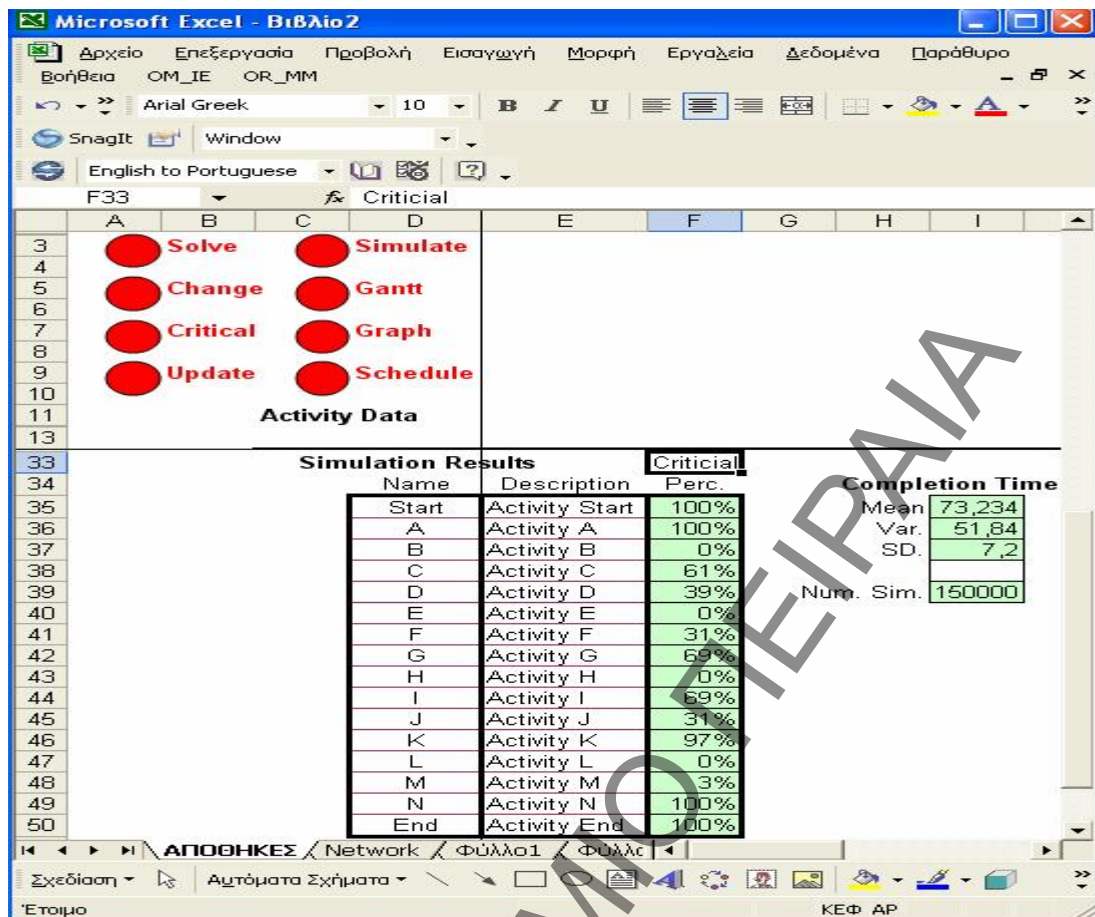 Microsoft Excel - Βιβλίο2
Αρχείο Επεξεργασία Προβολή Εισαγωγή Μορφή Εργαλεία Δεδομένα Παράθυρο
Βοήθεια OM_IE OR_MM
Arial Greek 10 B I U A
SnagIt Window
English to Portuguese
F33 fx Criticial
A B C D E F G H I
3 Solve Simulate
4
5 Change Gantt
6
7 Critical Graph
8
9 Update Schedule
10
11 Activity Data
13
33 Simulation Results Criticial
34 Name Description Perc. Completion Time
35 Start Activity Start 100% Mean 73,234
36 A Activity A 100% Var. 51,84
37 B Activity B 0% SD. 7,2
38 C Activity C 61%
39 D Activity D 39% Num. Sim. 150000
40 E Activity E 0%
41 F Activity F 31%
42 G Activity G 69%
43 H Activity H 0%
44 I Activity I 69%
45 J Activity J 31%
46 K Activity K 97%
47 L Activity L 0%
48 M Activity M 3%
49 N Activity N 100%
50 End Activity End 100%
ΑΠΟΘΗΚΕΣ Network Φύλλο1 Φύλλο
Σχεδίαση Αυτόματα Σχήματα
Έτοιμο ΚΕΦ ΑΡ
ΜΙΟ ΠΕΙΡΑΙΑ